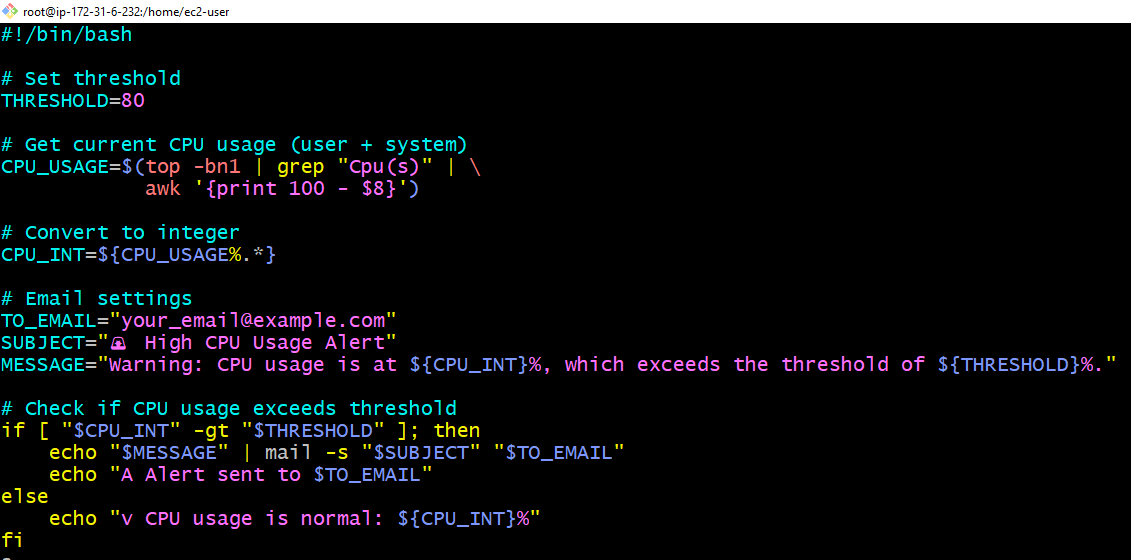 root@ip-172-31-6-232:/home/ec2-user
#!/bin/bash
# Set threshold
THRESHOLD=80
# Get current CPU usage (user + system)
CPU_USAGE=$(top -bn1 | grep "Cpu(s)" | \
            awk '{print 100 - $8}')
# Convert to integer
CPU_INT=${CPU_USAGE%.*}
# Email settings
TO_EMAIL="your_email@example.com"
SUBJECT="🚨 High CPU Usage Alert"
MESSAGE="Warning: CPU usage is at ${CPU_INT}%, which exceeds the threshold of ${THRESHOLD}%."
# Check if CPU usage exceeds threshold
if [ "$CPU_INT" -gt "$THRESHOLD" ]; then
    echo "$MESSAGE" | mail -s "$SUBJECT" "$TO_EMAIL"
    echo "A Alert sent to $TO_EMAIL"
else
    echo "v CPU usage is normal: ${CPU_INT}%"
fi